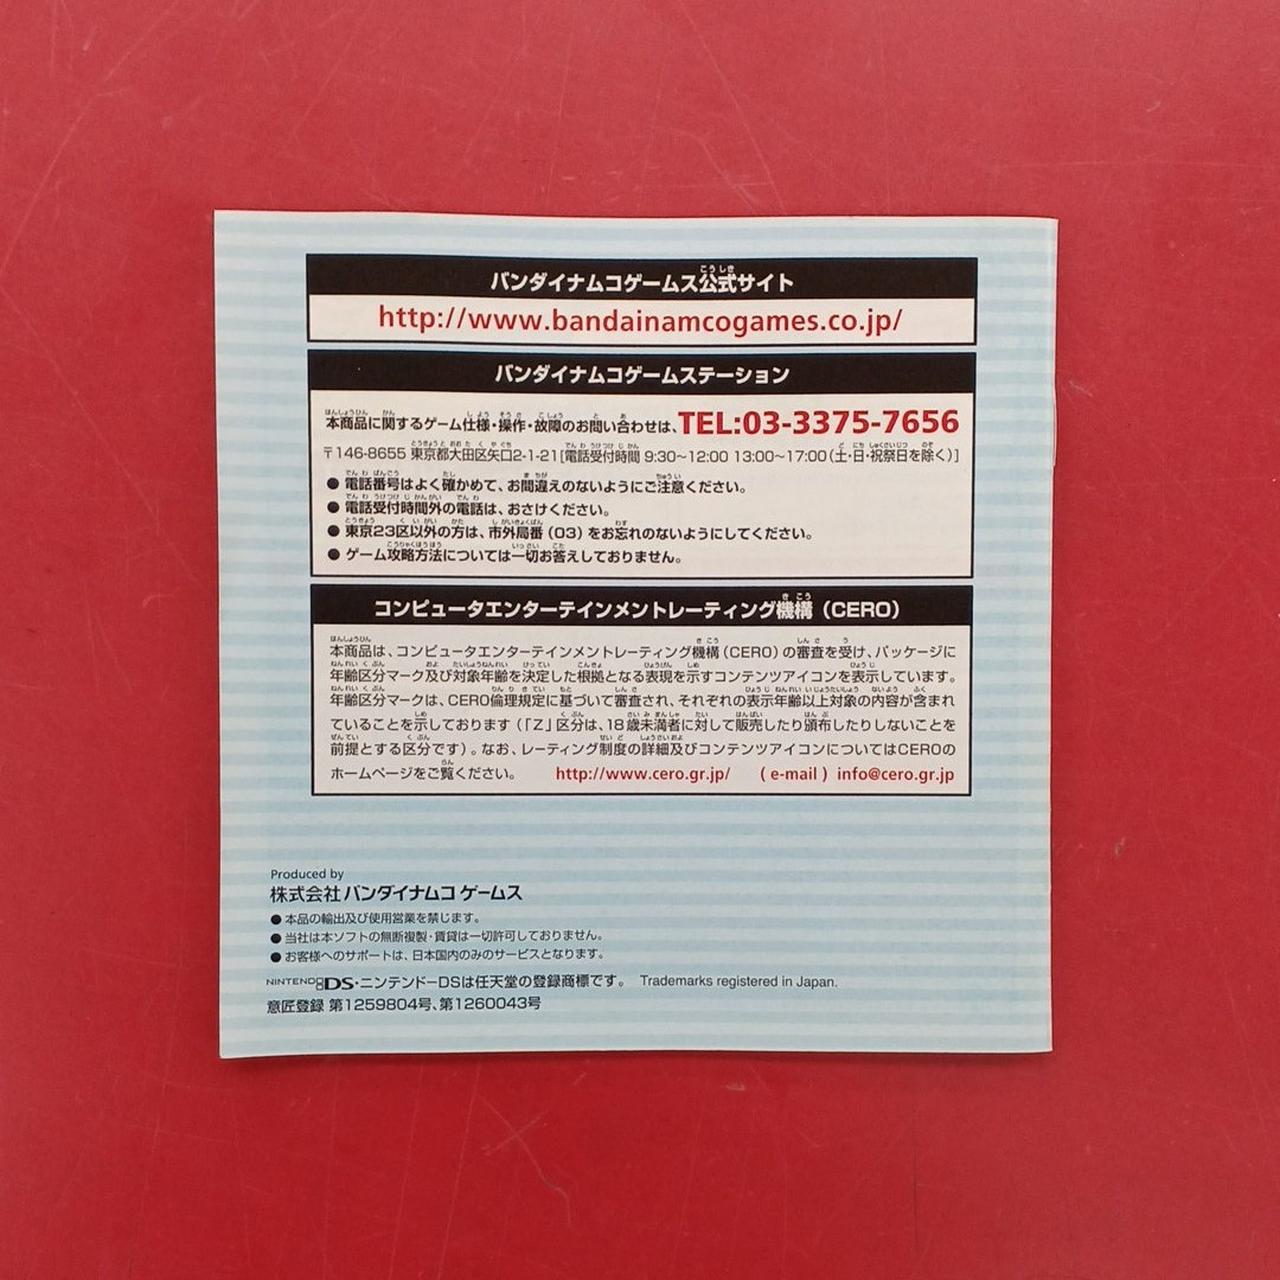 バンダイナムコゲームス公式サイト
http://www.bandainamcogames.co.jp/
バンダイナムコゲームステーション
本商品に関するゲーム仕様・操作・故障のお問い合わせは、TEL:03-3375-7656
〒146-8655 東京都大田区矢口2-1-21[電話受付時間 9:30~12:00 13:00~17:00(土・日・祝祭日を除く)]
● 電話番号はよく確かめて、お間違えのないようにご注意ください。
● 電話受付時間外の電話は、おさけください。
● 東京23区以外の方は、市外局番(03)をお忘れのないようにしてください。
● ゲーム攻略方法については一切お答えしておりません。
コンピュータエンターテインメントレーティング機構(CERO)
本商品は、コンピュータエンターテインメントレーティング機構(CERO)の審査を受け、パッケージに
年齢区分マーク及び対象年齢を決定した根拠となる表現を示すコンテンツアイコンを表示しています。
年齢区分マークは、CERO倫理規定に基づいて審査され、それぞれの表示年齢以上対象の内容が含まれ
ていることを示しております(「Z」区分は、18歳未満者に対して販売したり頒布したりしないことを
前提とする区分です)。なお、レーティング制度の詳細及びコンテンツアイコンについてはCEROの
ホームページをご覧ください。 http://www.cero.gr.jp/ (e-mail) info@cero.gr.jp
Produced by
株式会社バンダイナムコ ゲームス
● 本品の輸出及び使用営業を禁じます。
● 当社は本ソフトの無断複製・賃貸は一切許可しておりません。
● お客様へのサポートは、日本国内のみのサービスとなります。
NINTENDO DS・ニンテンドーDSは任天堂の登録商標です。 Trademarks registered in Japan.
意匠登録 第1259804号、第1260043号